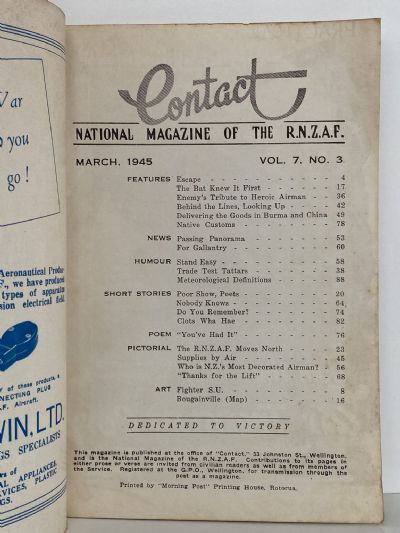 War
you
go!
Aeronautical
F., we have produced
types of apparatus
electrical field.
of these products, a
CONNECTING PLUG
A.F. Aircraft.
WIN, LTD.
GS SPECIALISTS
rs of
AL APPLIANCES,
SERVICES, PLASTIC
Contact
NATIONAL MAGAZINE OF THE R.N.Z.A.F.
MARCH, 1945 VOL. 7, NO. 3
FEATURES Escape - - - - - - - - - - 4
The Bat Knew It First - - - - - - - 17
Enemy's Tribute to Heroic Airman - - 36
Behind the Lines, Looking Up - - - - 42
Delivering the Goods in Burma and China 49
Native Customs - - - - - - - - 78
NEWS Passing Panorama - - - - - - - 53
For Gallantry - - - - - - - - 60
HUMOUR Stand Easy - - - - - - - - 58
Trade Test Tattars - - - - - - - 38
Meteorological Definitions - - - - - 88
SHORT STORIES Poor Show, Poets - - - - - - - 20
Nobody Knows - - - - - - - - 64
Do You Remember? - - - - - - - 74
Clots Wha Hae - - - - - - - - 82
POEM "You've Had It" - - - - - - - 76
PICTORIAL The R.N.Z.A.F. Moves North - - - - 23
Supplies by Air - - - - - - - - 45
Who is N.Z.'s Most Decorated Airman? - 56
"Thanks for the Lift" - - - - - - 68
ART Fighter S.U. - - - - - - - - 8
Bougainville (Map) - - - - - - - 16
DEDICATED TO VICTORY
This magazine is published at the office of "Contact," 53 Johnston St., Wellington,
and is the National Magazine of the R.N.Z.A.F. Contributions to its pages in
either prose or verse are invited from civilian readers as well as from members of
the Service. Registered at the G.P.O., Wellington, for transmission through the
post as a magazine.
Printed by "Morning Post" Printing House, Rotorua.